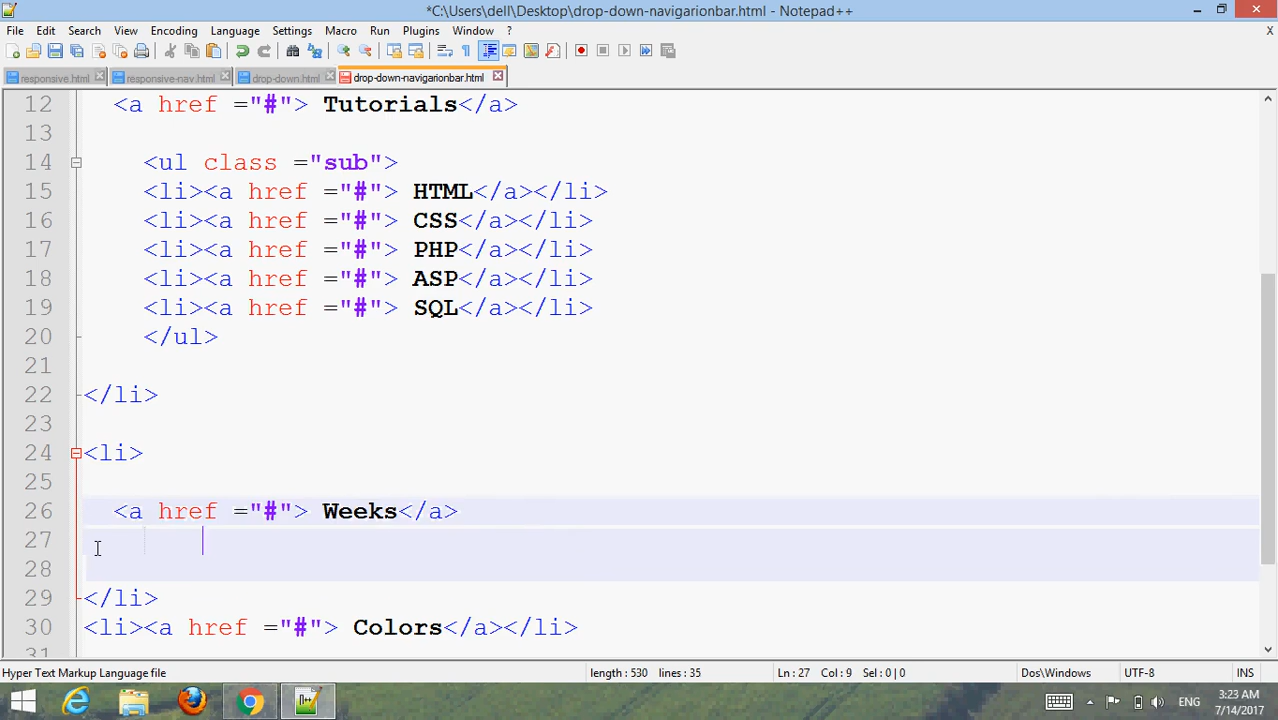 *C:\Users\dell\Desktop\drop-down-navigarionbar.html - Notepad++
File Edit Search View Encoding Language Settings Macro Run Plugins Window ? X
responsive.html responsive-nav.html drop-down.html drop-down-navigarionbar.html
12 <a href ="#"> Tutorials</a>
13
14 <ul class ="sub">
15 <li><a href ="#"> HTML</a></li>
16 <li><a href ="#"> CSS</a></li>
17 <li><a href ="#"> PHP</a></li>
18 <li><a href ="#"> ASP</a></li>
19 <li><a href ="#"> SQL</a></li>
20 </ul>
21
22 </li>
23
24 <li>
25
26 <a href ="#"> Weeks</a>
27
28
29 </li>
30 <li><a href ="#"> Colors</a></li>
31
Hyper Text Markup Language file length : 530 lines : 35 Ln : 27 Col : 9 Sel : 0 | 0 Dos\Windows UTF-8 INS
ENG 3:23 AM
7/14/2017